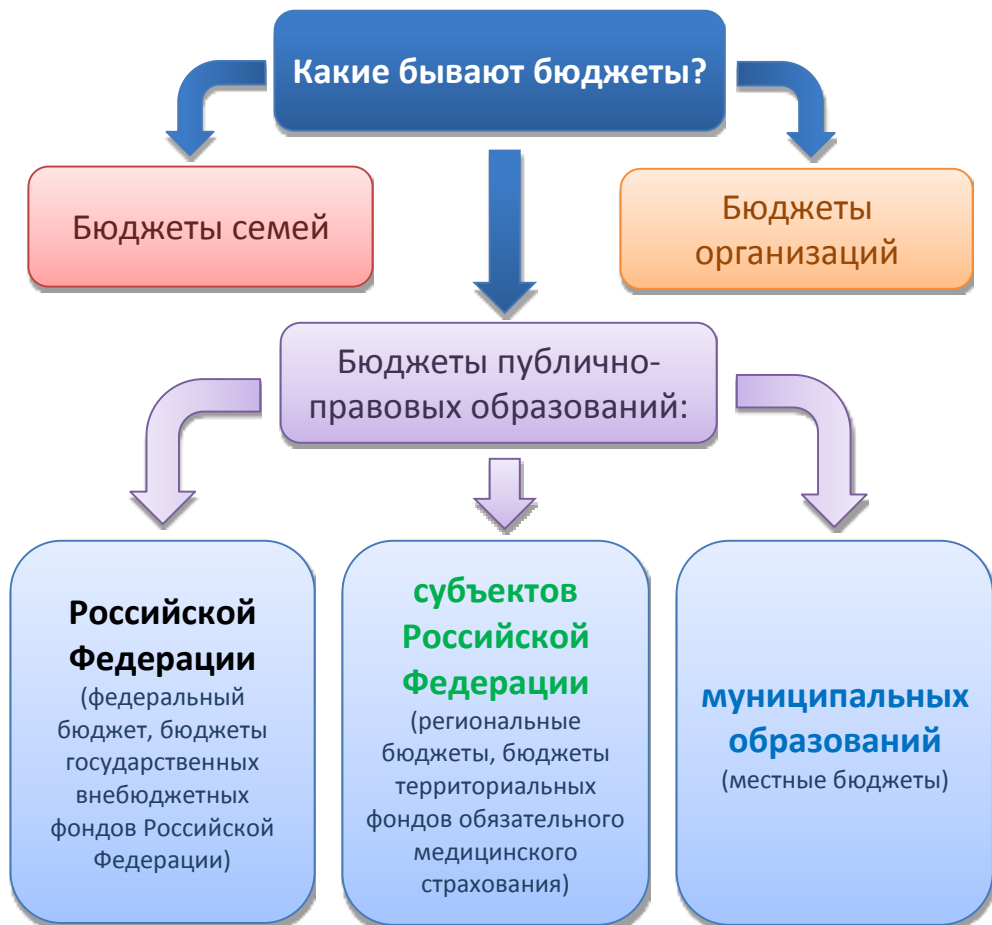 Какие бывают бюджеты?
Бюджеты семей
Бюджеты
организаций
Бюджеты публично-
правовых образований:
Российской
Федерации
(федеральный
бюджет, бюджеты
государственных
внебюджетных
фондов Российской
Федерации)
субъектов
Российской
Федерации
(региональные
бюджеты, бюджеты
территориальных
фондов обязательного
медицинского
страхования)
муниципальных
образований
(местные бюджеты)